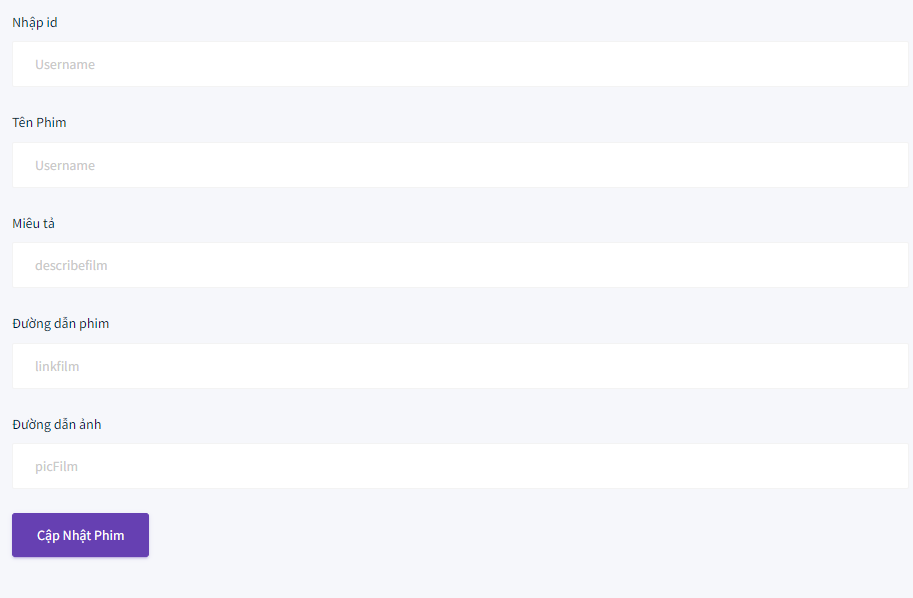 Nhập id
Username
Tên Phim
Username
Miêu tả
describefilm
Đường dẫn phim
linkfilm
Đường dẫn ảnh
picFilm
Cập Nhật Phim